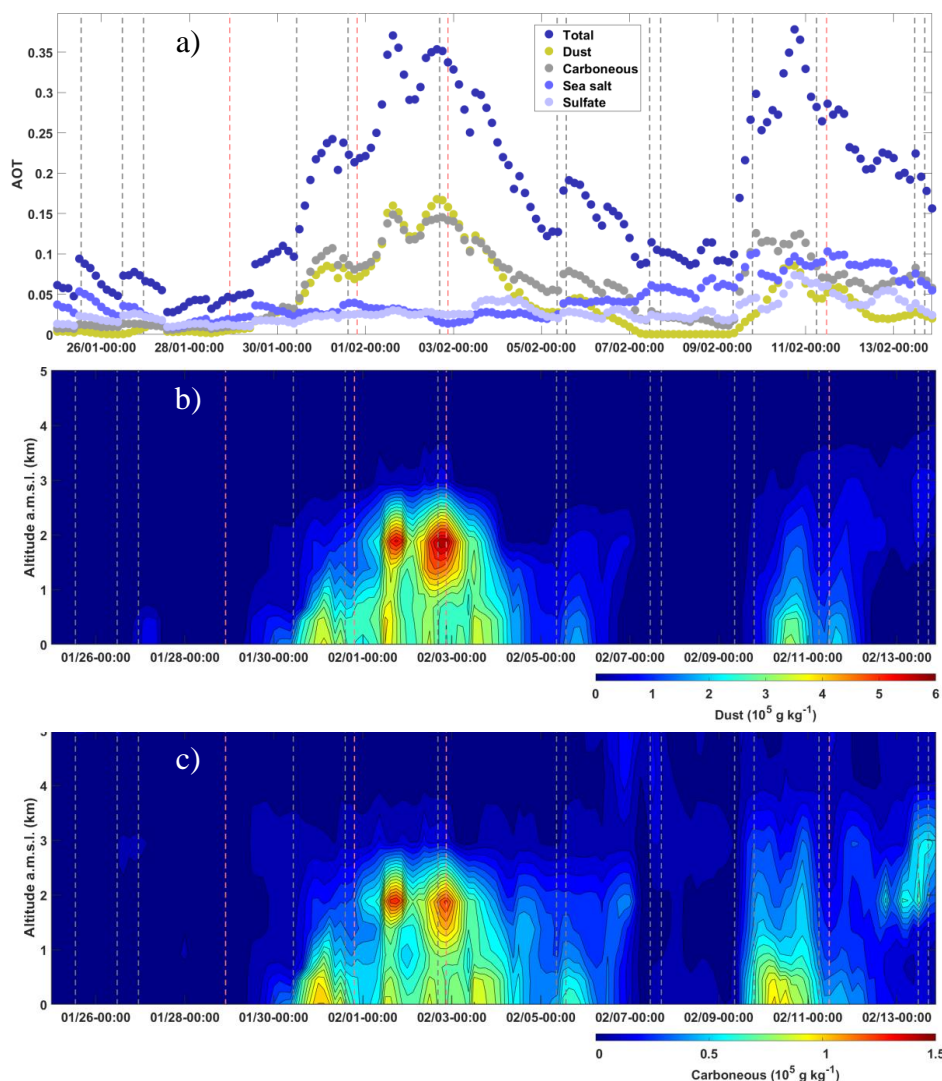 a)
Total
Dust
Carboneous
Sea salt
Sulfate
AOT
0.35
0.3
0.25
0.2
0.15
0.1
0.05
0
26/01-00:00 28/01-00:00 30/01-00:00 01/02-00:00 03/02-00:00 05/02-00:00 07/02-00:00 09/02-00:00 11/02-00:00 13/02-00:00
b)
Altitude a.m.s.l. (km)
5
4
3
2
1
0
01/26-00:00 01/28-00:00 01/30-00:00 02/01-00:00 02/03-00:00 02/05-00:00 02/07-00:00 02/09-00:00 02/11-00:00 02/13-00:00
0 1 2 3 4 5 6
Dust (10⁵ g kg⁻¹)
c)
Altitude a.m.s.l. (km)
5
4
3
2
1
0
01/26-00:00 01/28-00:00 01/30-00:00 02/01-00:00 02/03-00:00 02/05-00:00 02/07-00:00 02/09-00:00 02/11-00:00 02/13-00:00
0 0.5 1 1.5
Carboneous (10⁵ g kg⁻¹)